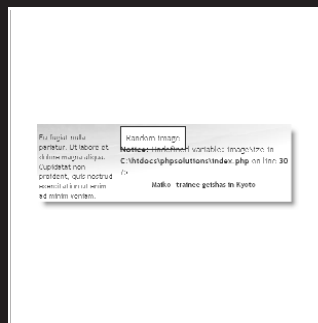 Eu fugiat nulla
pariatur. Ut labore et
dolore magna aliqua.
Cupidatat non
proident, quis nostrud
exercitation ut enim
ad minim veniam.
Random image
Notice: Undefined variable: imageSize in
C:\htdocs\phpsolutions\index.php on line 30
/>
Maiko trainee geishas in Kyoto